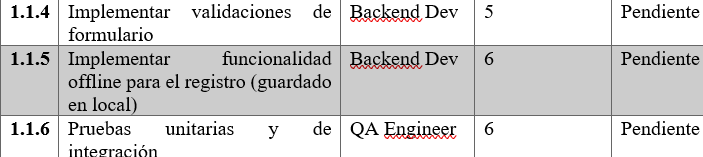 1.1.4 Implementar validaciones de Backend Dev 5 Pendiente
formulario
1.1.5 Implementar funcionalidad Backend Dev 6 Pendiente
offline para el registro (guardado
en local)
1.1.6 Pruebas unitarias y de QA Engineer 6 Pendiente
integración